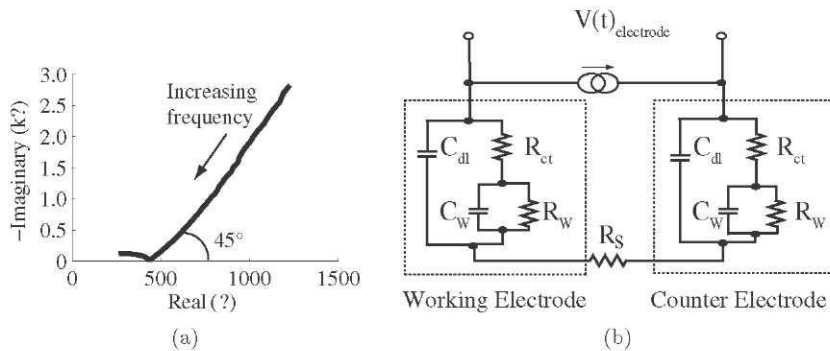 3.0
2.5
2.0
1.5
1.0
0.5
0
−Imaginary (k?)
Increasing
frequency
45°
0 500 1000 1500
Real (?)
(a)
V(t)electrode
Cdl
Rct
CW
RW
RS
Cdl
Rct
CW
RW
Working Electrode
Counter Electrode
(b)